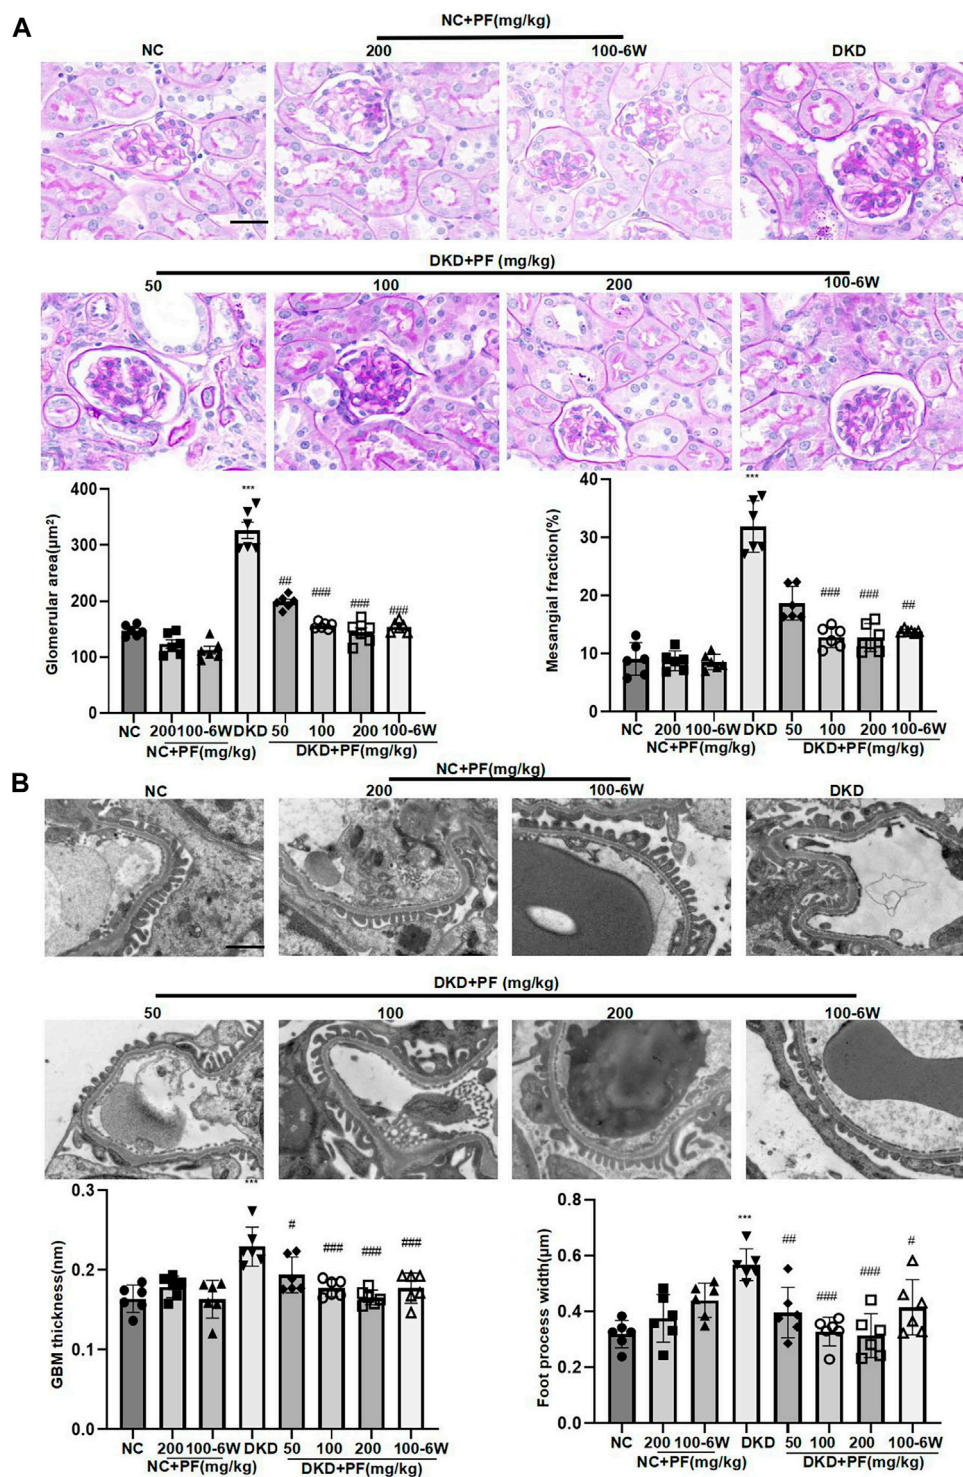 A
NC+PF(mg/kg)
NC 200 100-6W DKD
DKD+PF (mg/kg)
50 100 200 100-6W
Glomerular area(μm²)
400
300
200
100
0
***
##
###
###
###
NC 200 100-6W DKD 50 100 200 100-6W
NC+PF(mg/kg) DKD+PF(mg/kg)
Mesangial fraction(%)
40
30
20
10
0
***
###
###
##
NC 200 100-6W DKD 50 100 200 100-6W
NC+PF(mg/kg) DKD+PF(mg/kg)
B
NC+PF(mg/kg)
NC 200 100-6W DKD
DKD+PF (mg/kg)
50 100 200 100-6W
GBM thickness(nm)
0.3
0.2
0.1
0.0
***
#
###
###
###
NC 200 100-6W DKD 50 100 200 100-6W
NC+PF(mg/kg) DKD+PF(mg/kg)
Foot process width(μm)
0.8
0.6
0.4
0.2
0.0
***
##
###
###
#
NC 200 100-6W DKD 50 100 200 100-6W
NC+PF(mg/kg) DKD+PF(mg/kg)